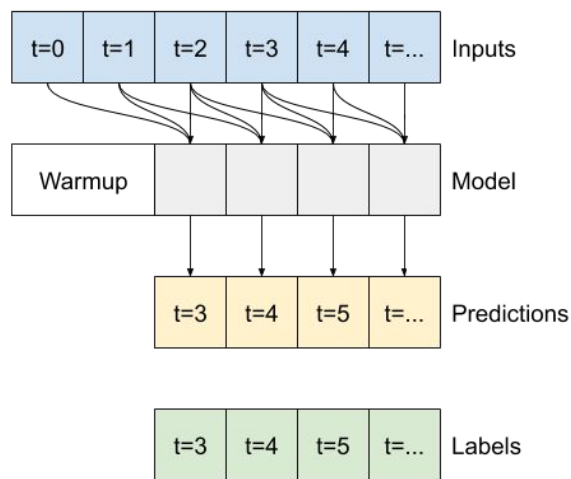 t=0 t=1 t=2 t=3 t=4 t=... Inputs
Warmup Model
t=3 t=4 t=5 t=... Predictions
t=3 t=4 t=5 t=... Labels